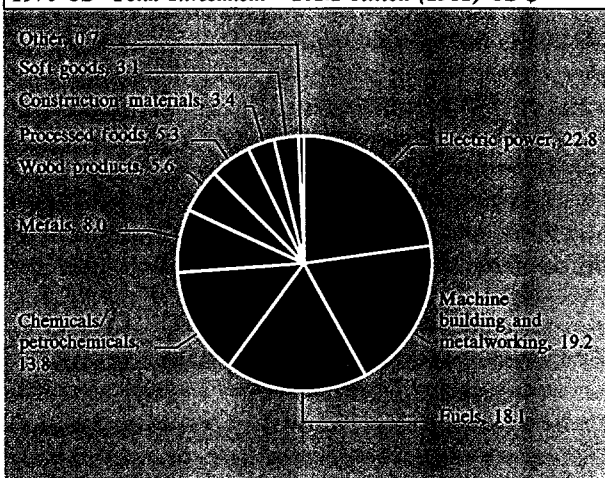 Other, 0.7
Soft goods, 3.1
Construction materials, 3.4
Processed foods, 5.3
Wood products, 5.6
Metals, 8.0
Chemicals/
petrochemicals,
13.8
Electric power, 22.8
Machine
building and
metalworking, 19.2
Fuels, 18.1